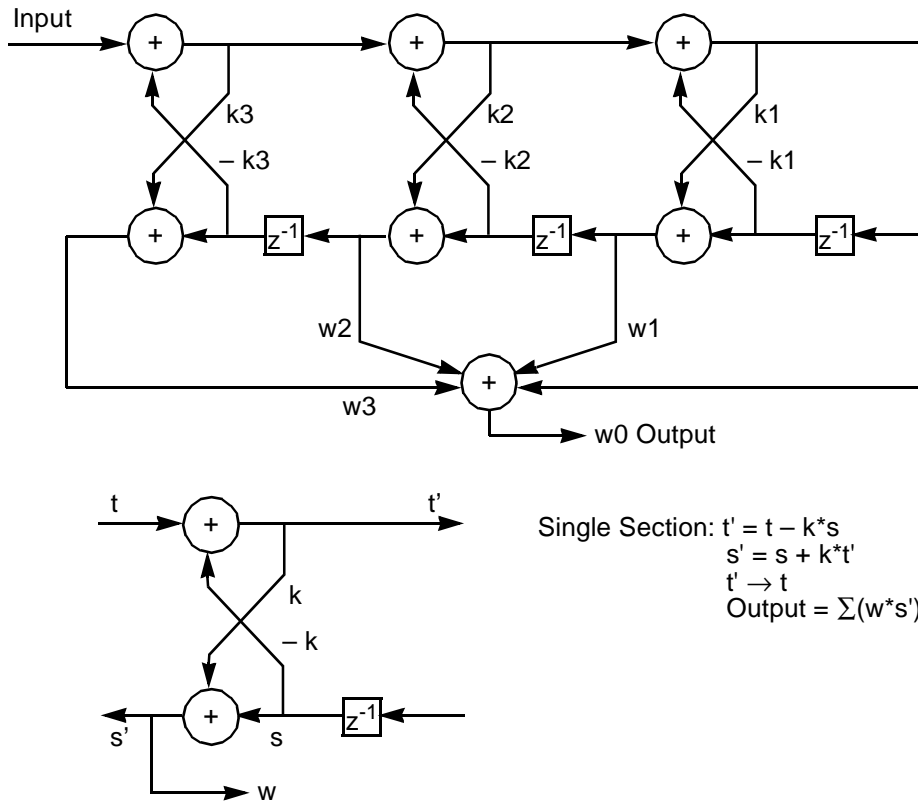 Input
+
+
+
k3
k2
k1
– k3
– k2
– k1
+
z-1
+
z-1
+
z-1
w2
w1
+
w3
w0 Output
t
+
t’
k
– k
+
z-1
s’
s
w
Single Section: t' = t – k*s
s' = s + k*t'
t' → t
Output = ∑(w*s')